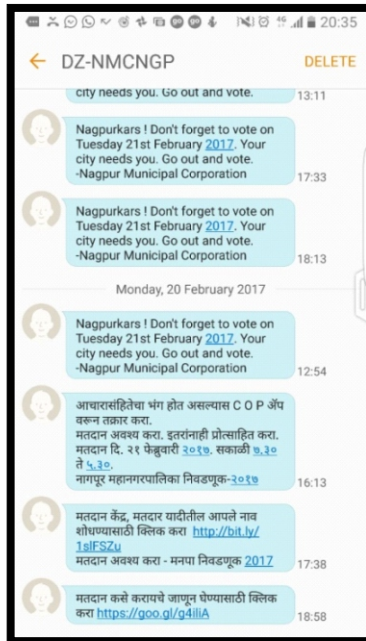 20:35
DZ-NMCNGP
DELETE
city needs you. Go out and vote.
13:11
Nagpurkars ! Don't forget to vote on
Tuesday 21st February 2017. Your
city needs you. Go out and vote.
-Nagpur Municipal Corporation
17:33
Nagpurkars ! Don't forget to vote on
Tuesday 21st February 2017. Your
city needs you. Go out and vote.
-Nagpur Municipal Corporation
18:13
Monday, 20 February 2017
Nagpurkars ! Don't forget to vote on
Tuesday 21st February 2017. Your
city needs you. Go out and vote.
-Nagpur Municipal Corporation
12:54
आचारासंहितेचा भंग होत असल्यास C O P ॲप
वरून तक्रार करा.
मतदान अवश्य करा. इतरांनाही प्रोत्साहित करा.
मतदान दि. २१ फेब्रुवारी २०१७. सकाळी ७.३०
ते ५.३०.
नागपूर महानगरपालिका निवडणूक-२०१७
16:13
मतदान केंद्र, मतदार यादीतील आपले नाव
शोधण्यासाठी क्लिक करा http://bit.ly/
1slFSZu
मतदान अवश्य करा - मनपा निवडणूक 2017
17:38
मतदान कसे करायचे जाणून घेण्यासाठी क्लिक
करा https://goo.gl/g4iliA
18:58